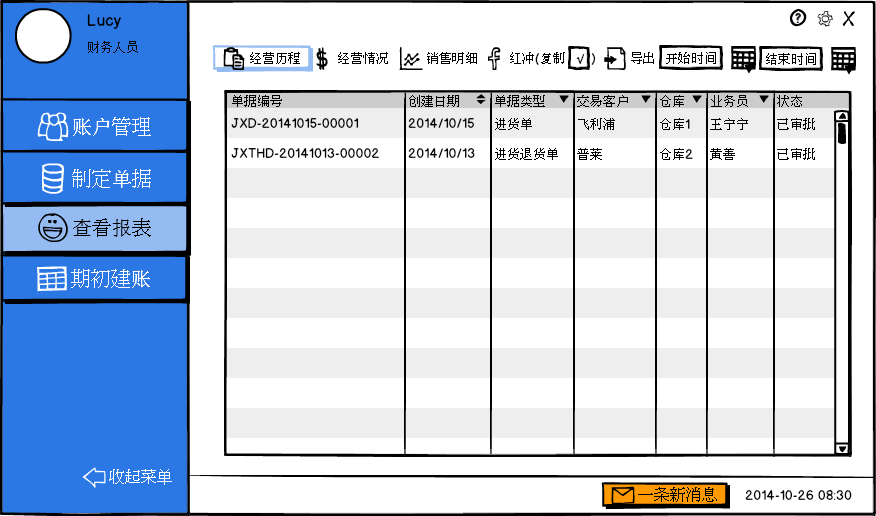 Lucy
财务人员
账户管理
制定单据
查看报表
期初建账
收起菜单
经营历程 经营情况 销售明细 红冲(复制 √) 导出 开始时间 结束时间
单据编号 创建日期 单据类型 交易客户 仓库 业务员 状态
JXD-20141015-00001 2014/10/15 进货单 飞利浦 仓库1 王宁宁 已审批
JXTHD-20141013-00002 2014/10/13 进货退货单 普莱 仓库2 黄善 已审批
一条新消息 2014-10-26 08:30